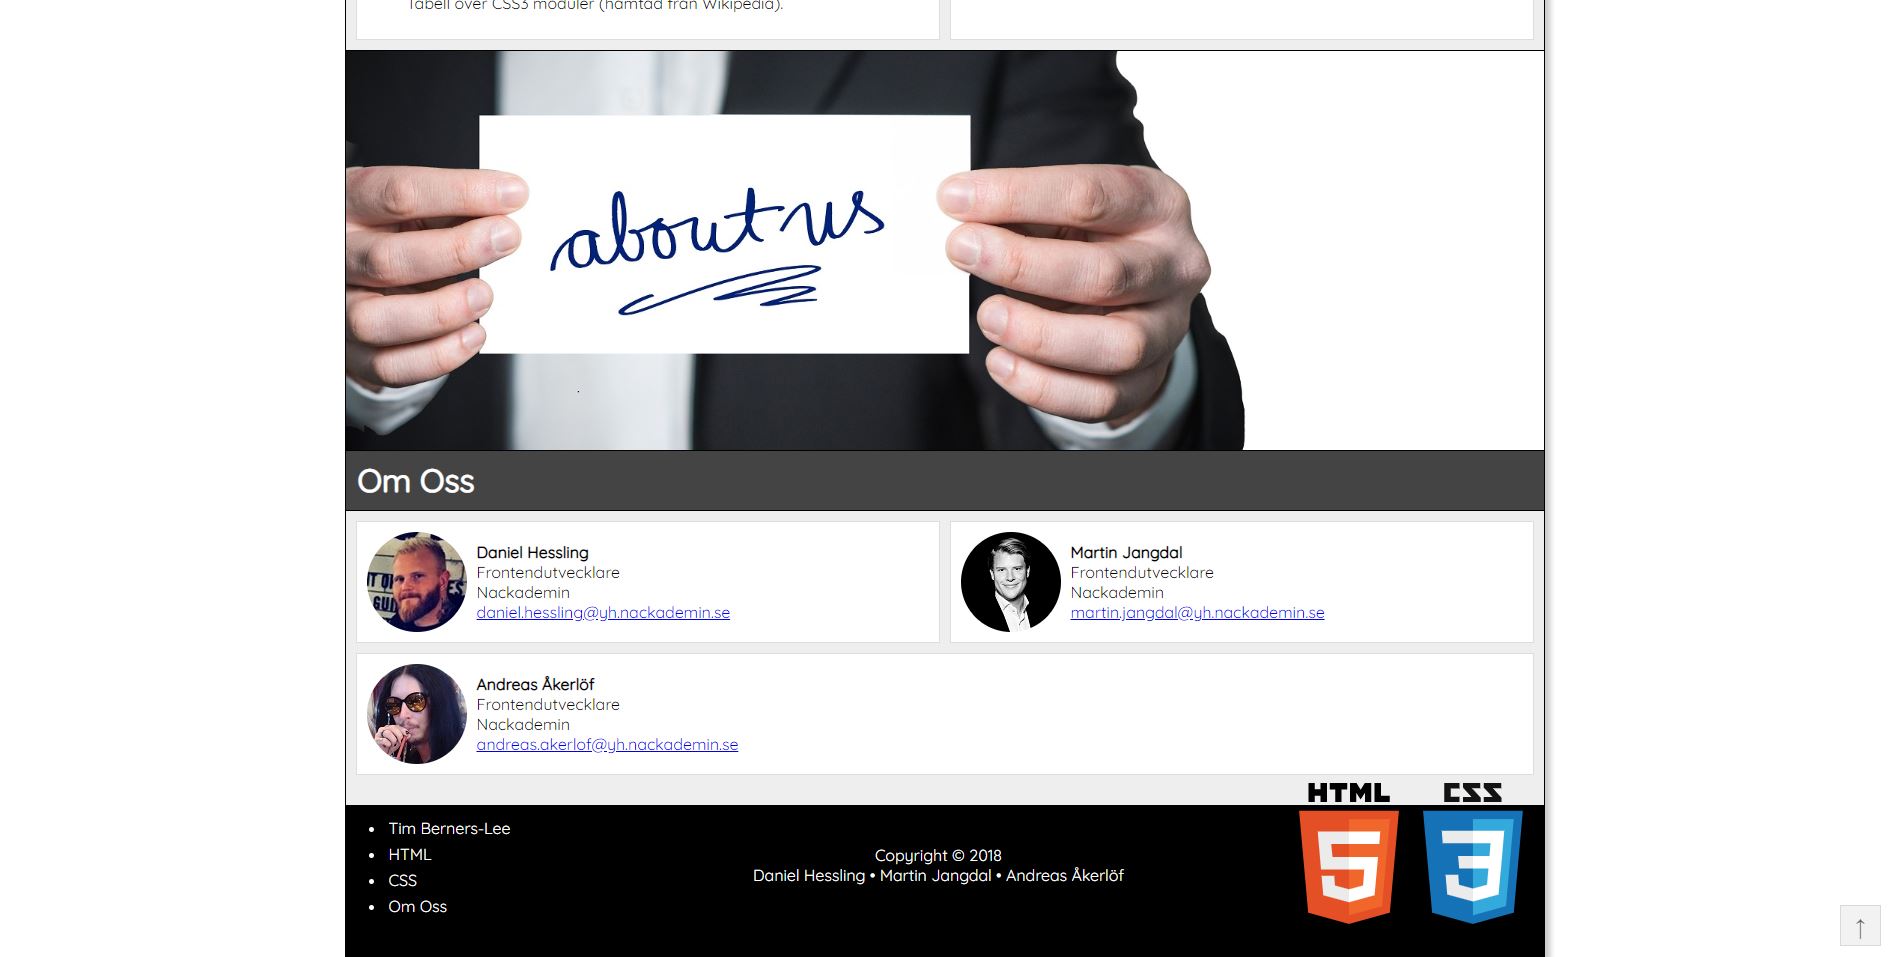 Tabell över CSS3 moduler (hämtad från Wikipedia).
about us
Om Oss
Daniel Hessling
Frontendutvecklare
Nackademin
daniel.hessling@yh.nackademin.se
Martin Jangdal
Frontendutvecklare
Nackademin
martin.jangdal@yh.nackademin.se
Andreas Åkerlöf
Frontendutvecklare
Nackademin
andreas.akerlof@yh.nackademin.se
HTML
5
CSS
3
• Tim Berners-Lee
• HTML
• CSS
• Om Oss
Copyright © 2018
Daniel Hessling • Martin Jangdal • Andreas Åkerlöf
↑